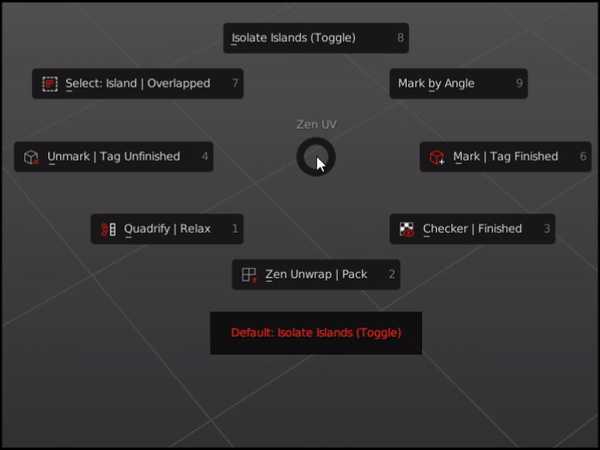 Isolate Islands (Toggle) 8
Select: Island | Overlapped 7
Mark by Angle 9
Zen UV
Unmark | Tag Unfinished 4
Mark | Tag Finished 6
Quadrify | Relax 1
Checker | Finished 3
Zen Unwrap | Pack 2
Default: Isolate Islands (Toggle)